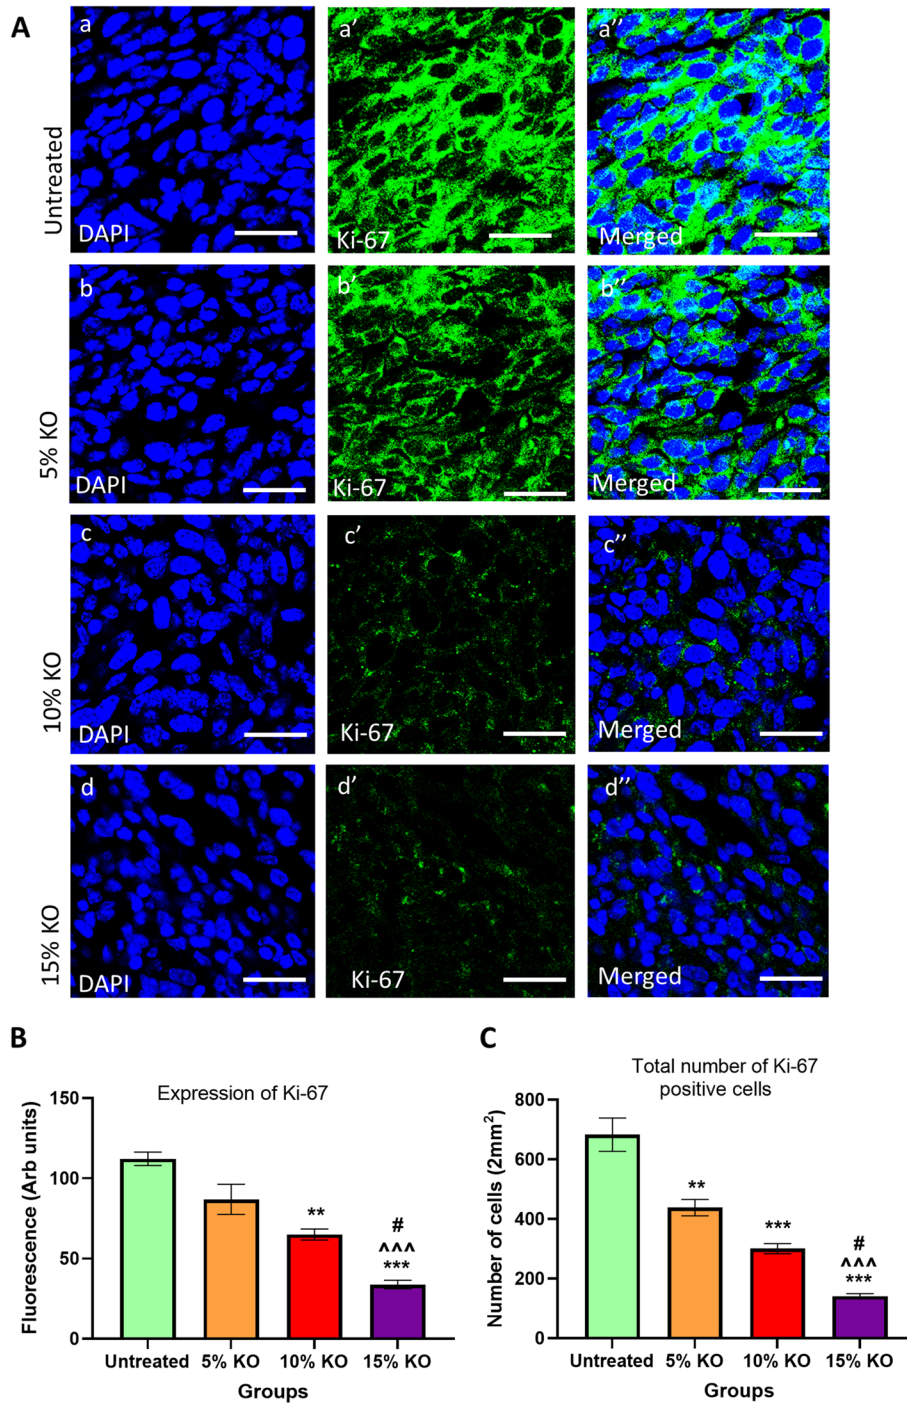 A
a
a’
a’’
Untreated
DAPI
Ki-67
Merged
b
b’
b’’
5% KO
DAPI
Ki-67
Merged
c
c’
c’’
10% KO
DAPI
Ki-67
Merged
d
d’
d’’
15% KO
DAPI
Ki-67
Merged
B
Expression of Ki-67
Fluorescence (Arb units)
150
100
50
0
**
#
^^^
***
Untreated 5% KO 10% KO 15% KO
Groups
C
Total number of Ki-67
positive cells
Number of cells (2mm²)
800
600
400
200
0
**
***
#
^^^
***
Untreated 5% KO 10% KO 15% KO
Groups